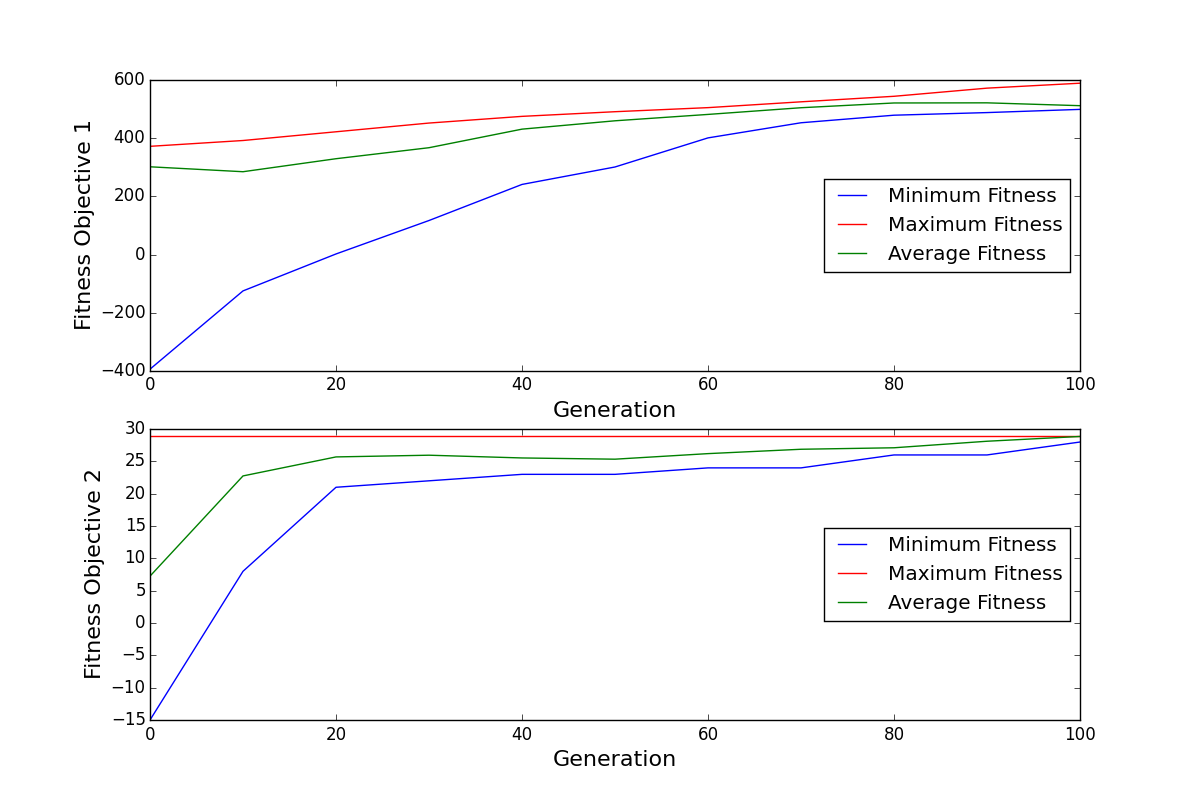 600
400
200
0
−200
−400
Fitness Objective 1
Minimum Fitness
Maximum Fitness
Average Fitness
0 20 40 60 80 100
Generation
30
25
20
15
10
5
0
−5
−10
−15
Fitness Objective 2
Minimum Fitness
Maximum Fitness
Average Fitness
0 20 40 60 80 100
Generation